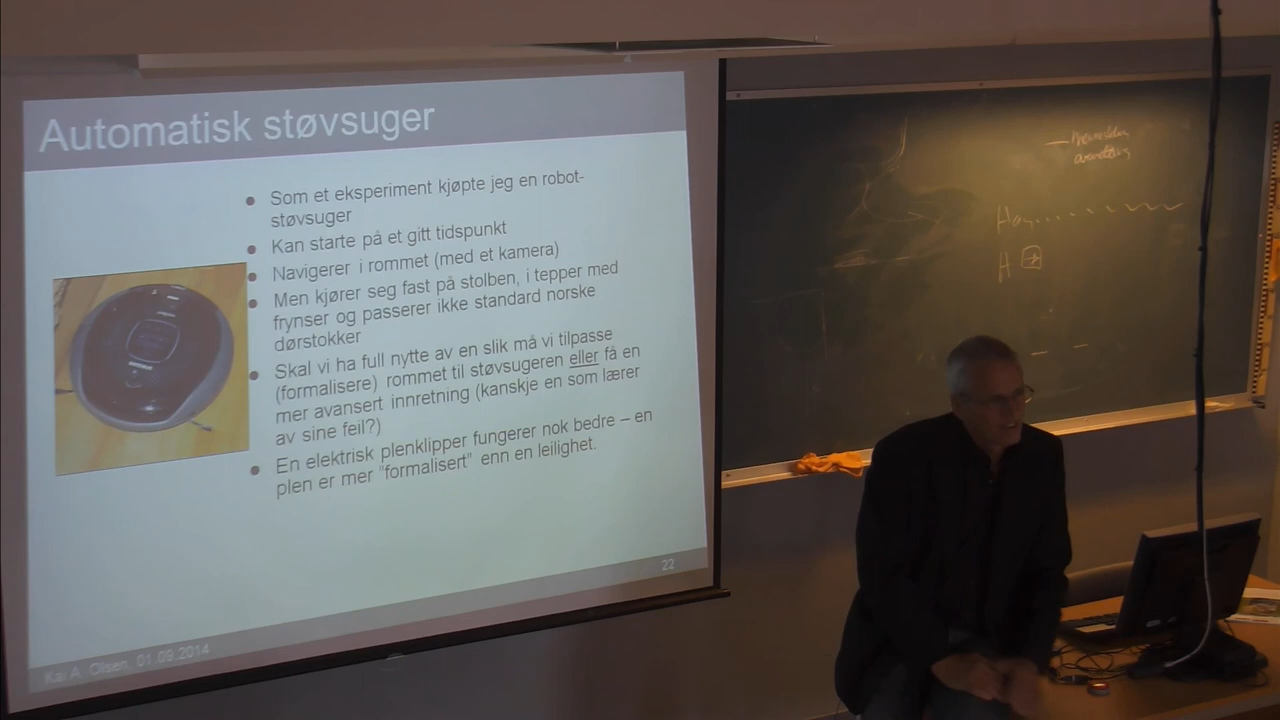 Automatisk støvsuger
Som et eksperiment kjøpte jeg en robot-
støvsuger
Kan starte på et gitt tidspunkt
Navigerer i rommet (med et kamera)
Men kjører seg fast på stolben, i tepper med
frynser og passerer ikke standard norske
dørstokker
Skal vi ha full nytte av en slik må vi tilpasse
(formalisere) rommet til støvsugeren eller få en
mer avansert innretning (kanskje en som lærer
av sine feil?)
En elektrisk plenklipper fungerer nok bedre – en
plen er mer "formalisert" enn en leilighet.
22
Kai A. Olsen, 01.09.2014
H